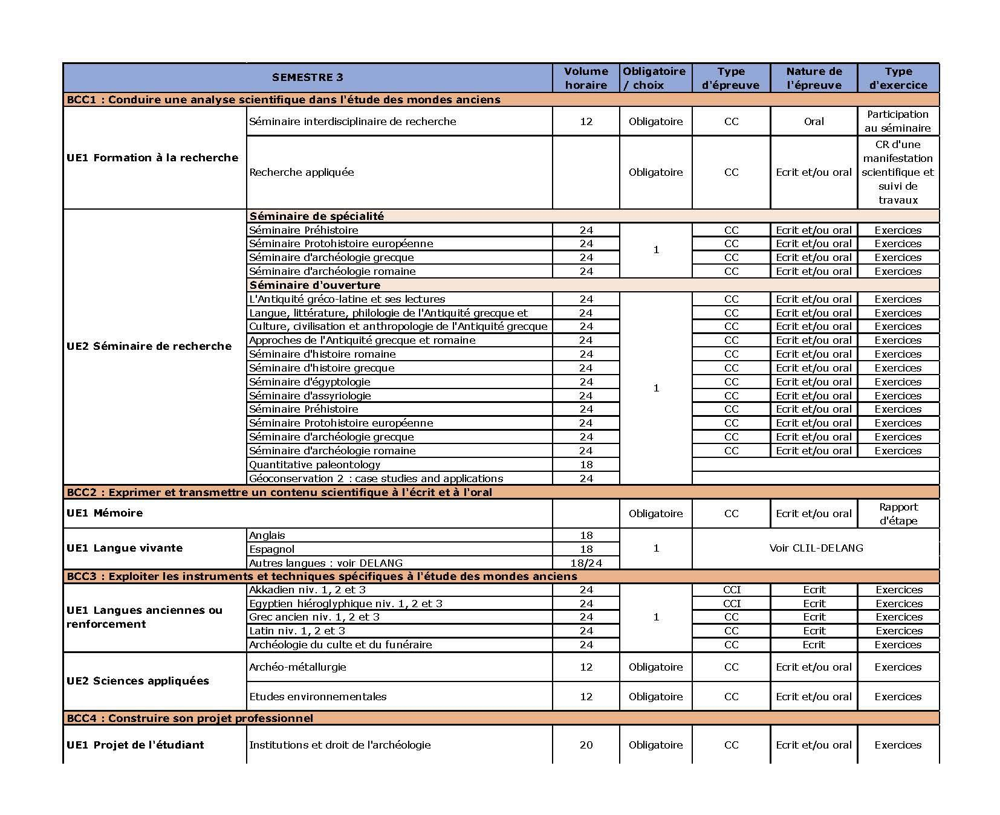 SEMESTRE 3 Volume horaire Obligatoire / choix Type d'épreuve Nature de l'épreuve Type d'exercice
BCC1 : Conduire une analyse scientifique dans l'étude des mondes anciens
UE1 Formation à la recherche
Séminaire interdisciplinaire de recherche 12 Obligatoire CC Oral Participation au séminaire
Recherche appliquée Obligatoire CC Ecrit et/ou oral CR d'une manifestation scientifique et suivi de travaux
UE2 Séminaire de recherche
Séminaire de spécialité
Séminaire Préhistoire 24 CC Ecrit et/ou oral Exercices
Séminaire Protohistoire européenne 24 CC Ecrit et/ou oral Exercices
1
Séminaire d'archéologie grecque 24 CC Ecrit et/ou oral Exercices
Séminaire d'archéologie romaine 24 CC Ecrit et/ou oral Exercices
Séminaire d'ouverture
L'Antiquité gréco-latine et ses lectures 24 CC Ecrit et/ou oral Exercices
Langue, littérature, philologie de l'Antiquité grecque et 24 CC Ecrit et/ou oral Exercices
Culture, civilisation et anthropologie de l'Antiquité grecque 24 CC Ecrit et/ou oral Exercices
Approches de l'Antiquité grecque et romaine 24 CC Ecrit et/ou oral Exercices
Séminaire d'histoire romaine 24 CC Ecrit et/ou oral Exercices
Séminaire d'histoire grecque 24 CC Ecrit et/ou oral Exercices
Séminaire d'égyptologie 24 CC Ecrit et/ou oral Exercices
1
Séminaire d'assyriologie 24 CC Ecrit et/ou oral Exercices
Séminaire Préhistoire 24 CC Ecrit et/ou oral Exercices
Séminaire Protohistoire européenne 24 CC Ecrit et/ou oral Exercices
Séminaire d'archéologie grecque 24 CC Ecrit et/ou oral Exercices
Séminaire d'archéologie romaine 24 CC Ecrit et/ou oral Exercices
Quantitative paleontology 18
Géoconservation 2 : case studies and applications 24
BCC2 : Exprimer et transmettre un contenu scientifique à l'écrit et à l'oral
UE1 Mémoire Obligatoire CC Ecrit et/ou oral Rapport d'étape
UE1 Langue vivante
Anglais 18
Espagnol 18 1 Voir CLIL-DELANG
Autres langues : voir DELANG 18/24
BCC3 : Exploiter les instruments et techniques spécifiques à l'étude des mondes anciens
UE1 Langues anciennes ou renforcement
Akkadien niv. 1, 2 et 3 24 CCI Ecrit Exercices
Egyptien hiéroglyphique niv. 1, 2 et 3 24 CCI Ecrit Exercices
Grec ancien niv. 1, 2 et 3 24 1 CC Ecrit Exercices
Latin niv. 1, 2 et 3 24 CC Ecrit Exercices
Archéologie du culte et du funéraire 24 CC Ecrit Exercices
UE2 Sciences appliquées
Archéo-métallurgie 12 Obligatoire CC Ecrit et/ou oral Exercices
Etudes environnementales 12 Obligatoire CC Ecrit et/ou oral Exercices
BCC4 : Construire son projet professionnel
UE1 Projet de l'étudiant Institutions et droit de l'archéologie 20 Obligatoire CC Ecrit et/ou oral Exercices